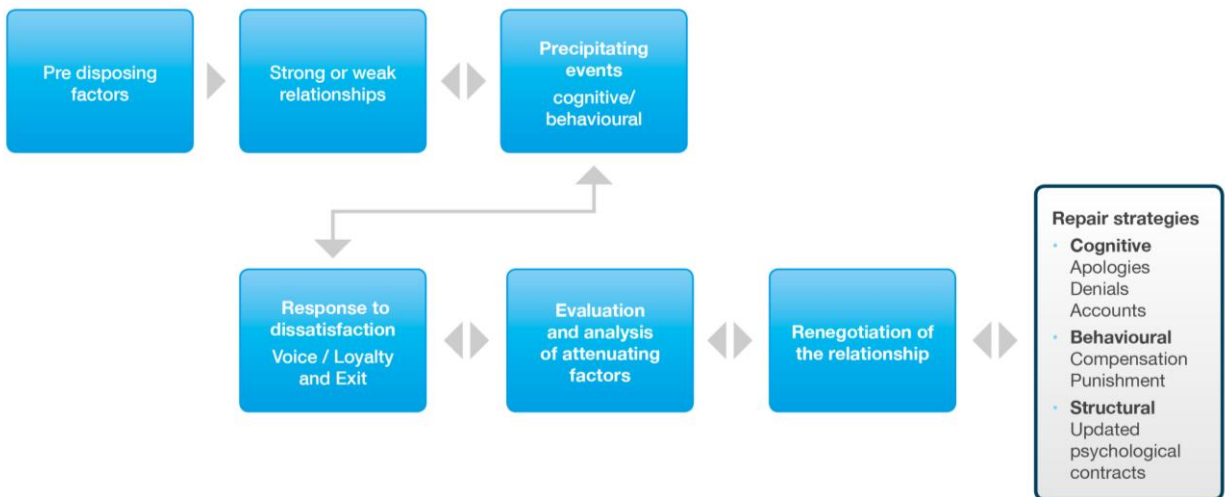 Pre disposing
factors
Strong or weak
relationships
Precipitating
events
cognitive/
behavioural
Response to
dissatisfaction
Voice / Loyalty
and Exit
Evaluation
and analysis
of attenuating
factors
Renegotiation of
the relationship
Repair strategies
• Cognitive
Apologies
Denials
Accounts
• Behavioural
Compensation
Punishment
• Structural
Updated
psychological
contracts